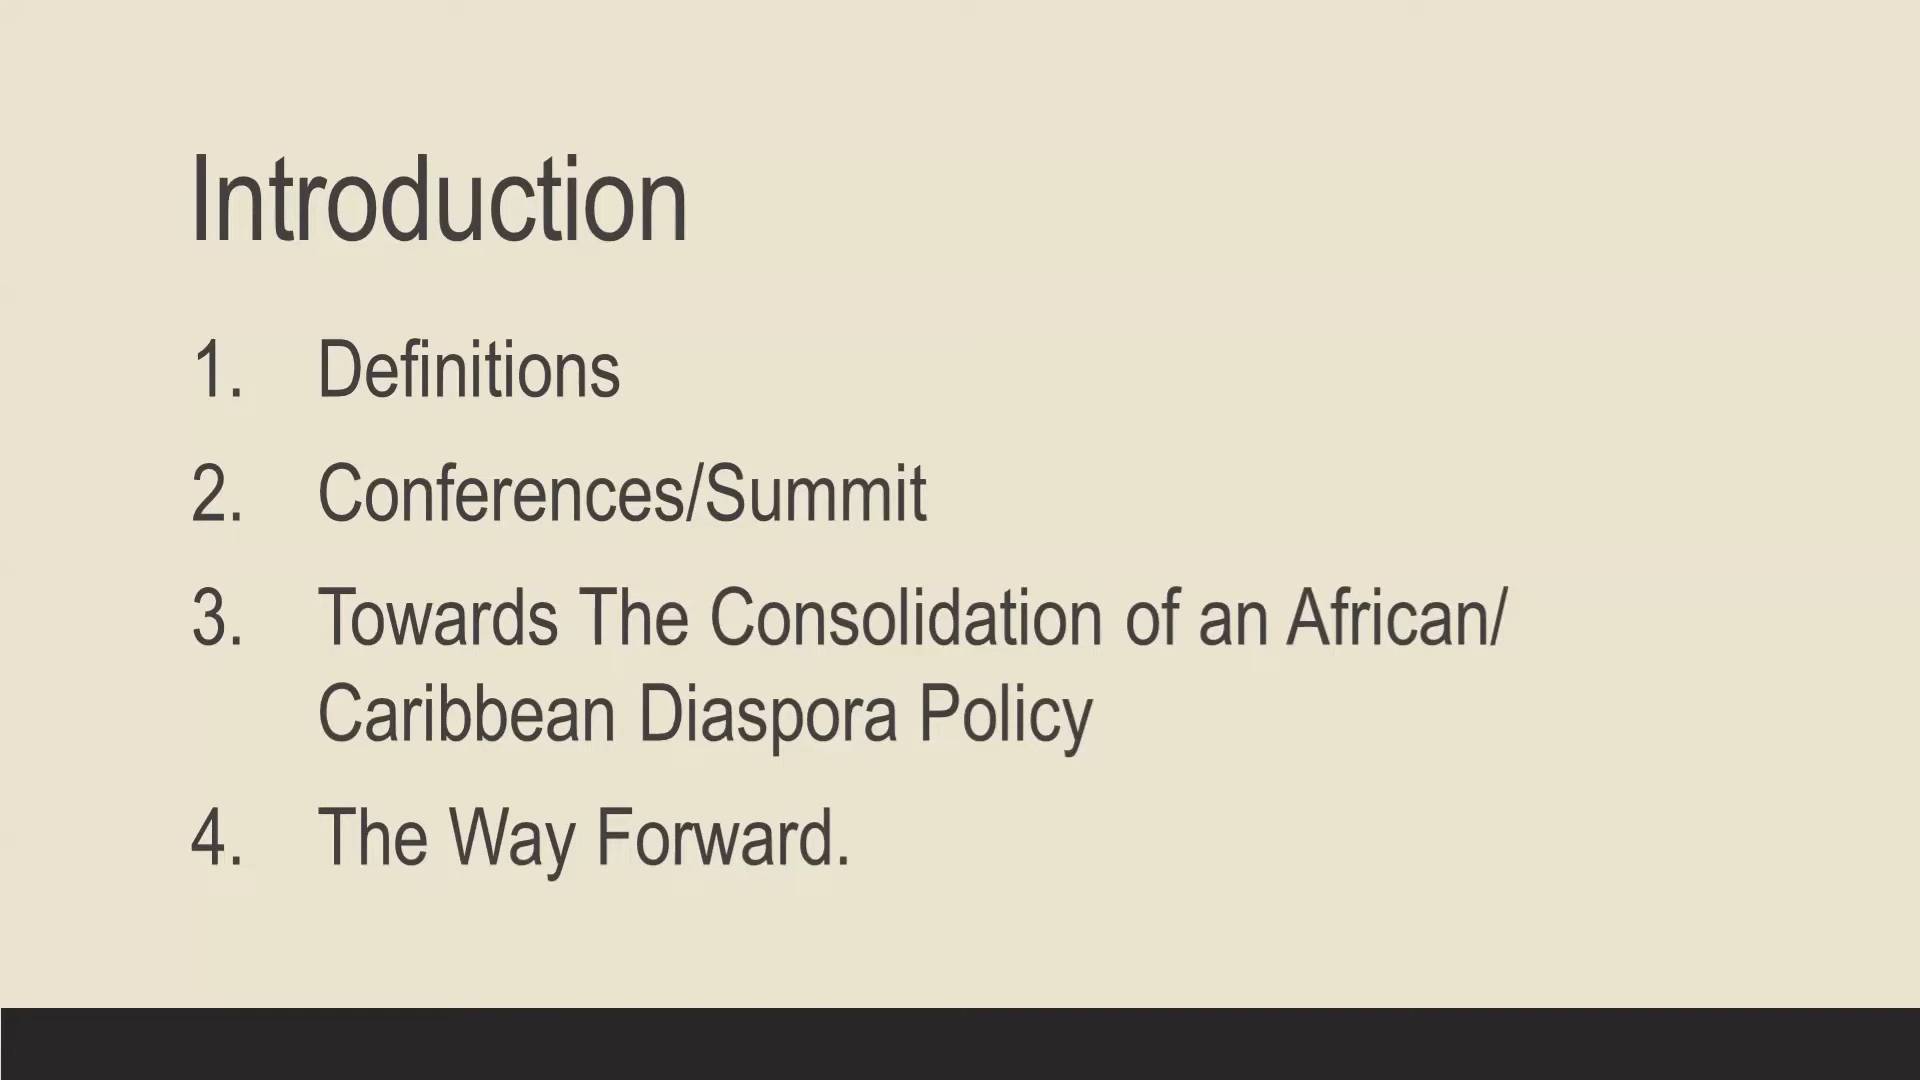 Introduction
1. Definitions
2. Conferences/Summit
3. Towards The Consolidation of an African/
Caribbean Diaspora Policy
4. The Way Forward.